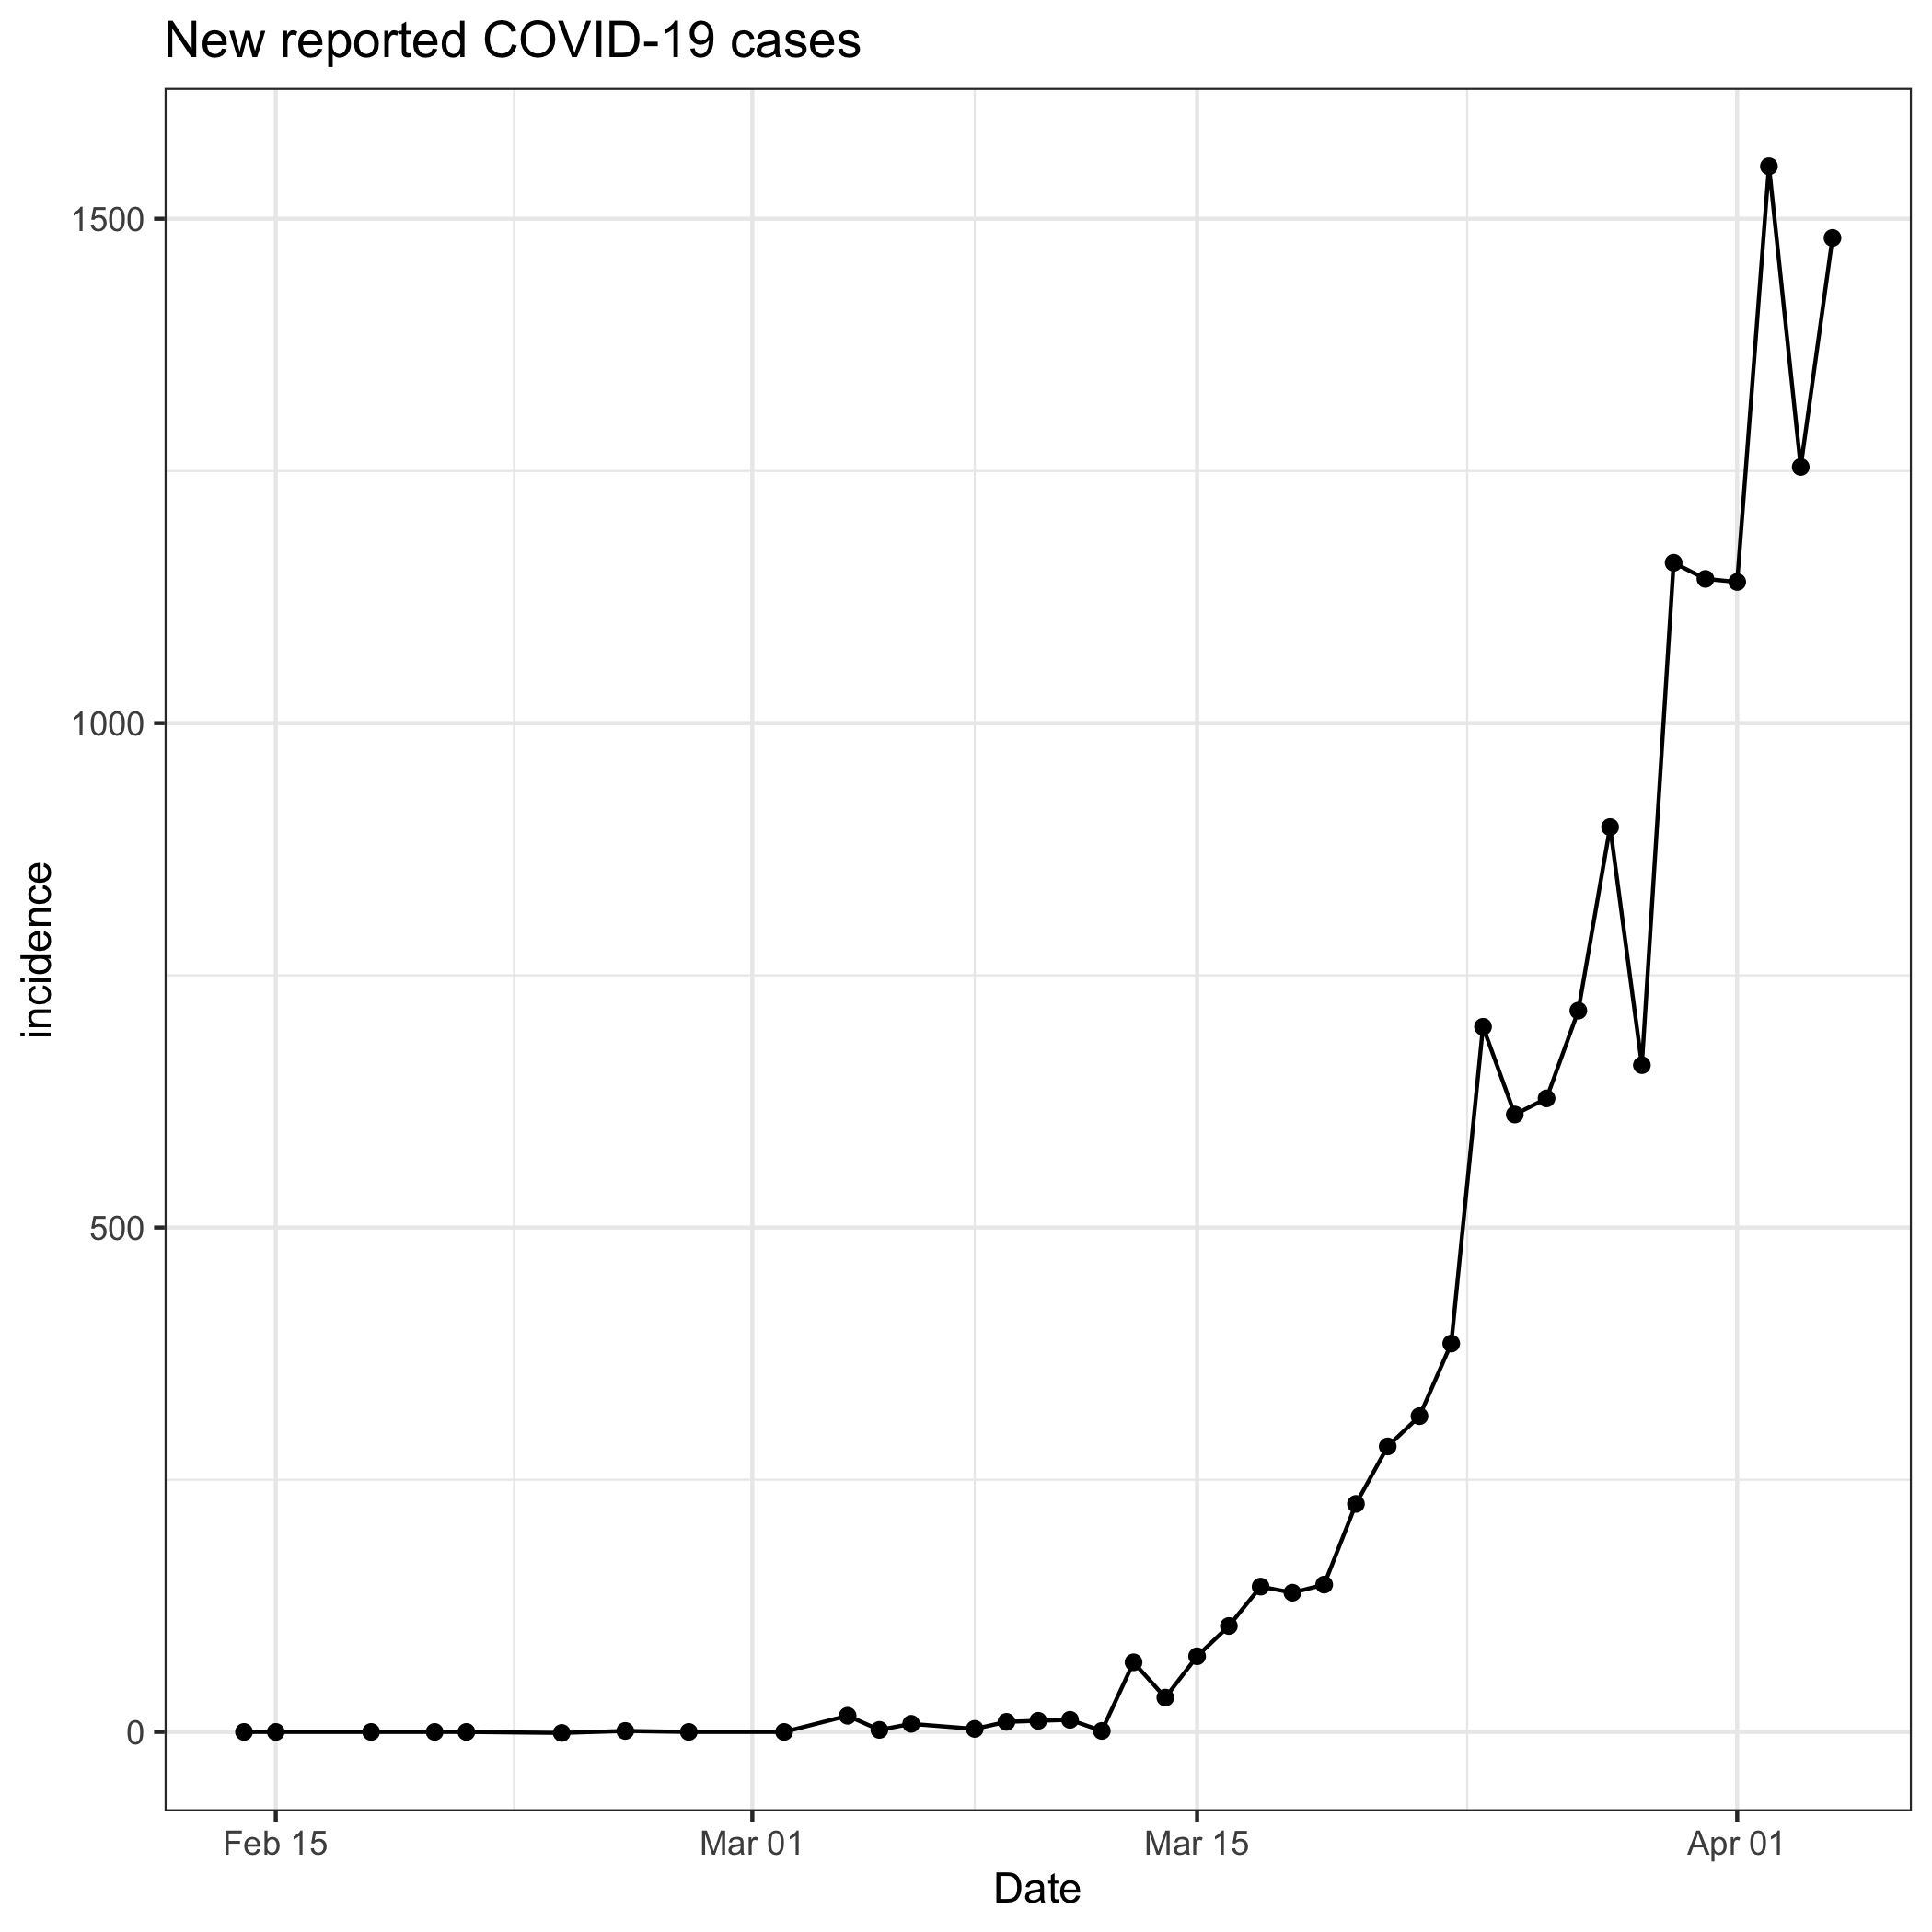 New reported COVID-19 cases
incidence
1500
1000
500
0
Feb 15
Mar 01
Mar 15
Apr 01
Date